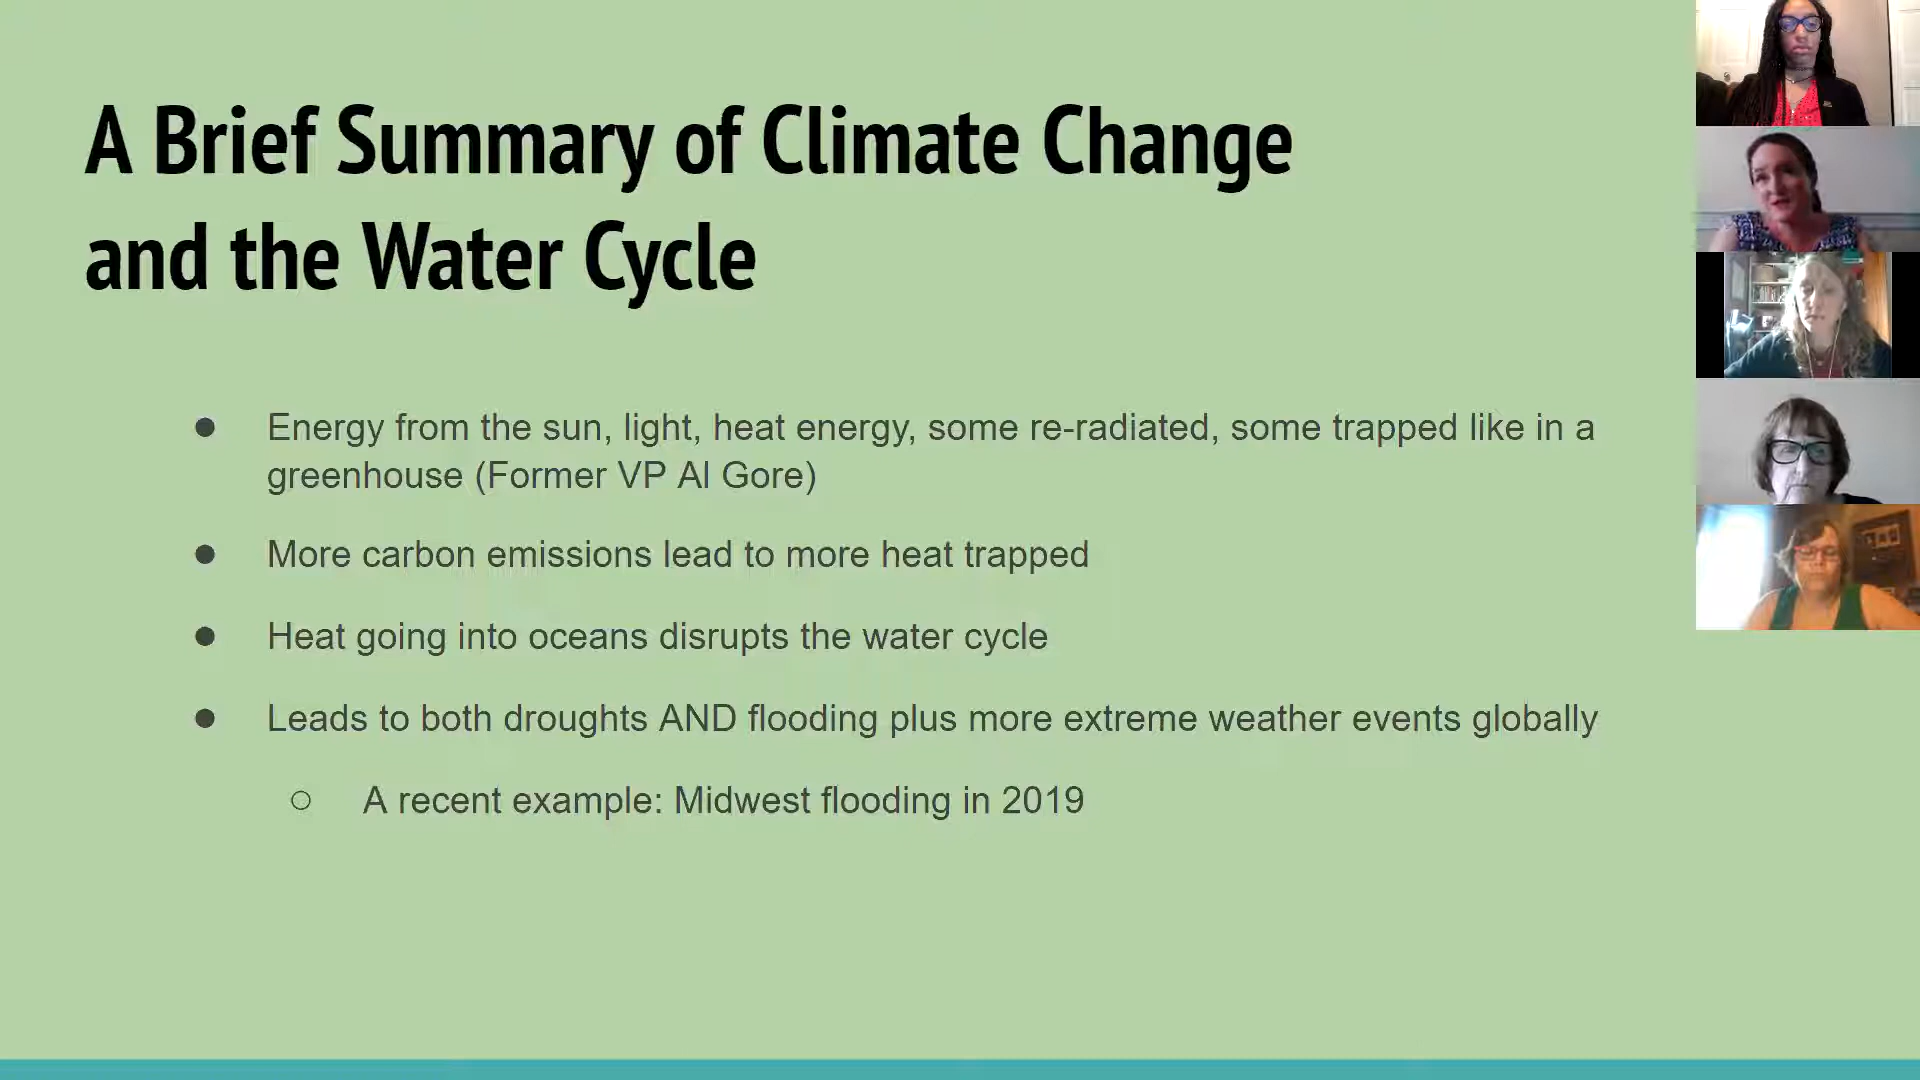 A Brief Summary of Climate Change
and the Water Cycle
● Energy from the sun, light, heat energy, some re-radiated, some trapped like in a
greenhouse (Former VP Al Gore)
● More carbon emissions lead to more heat trapped
● Heat going into oceans disrupts the water cycle
● Leads to both droughts AND flooding plus more extreme weather events globally
○ A recent example: Midwest flooding in 2019